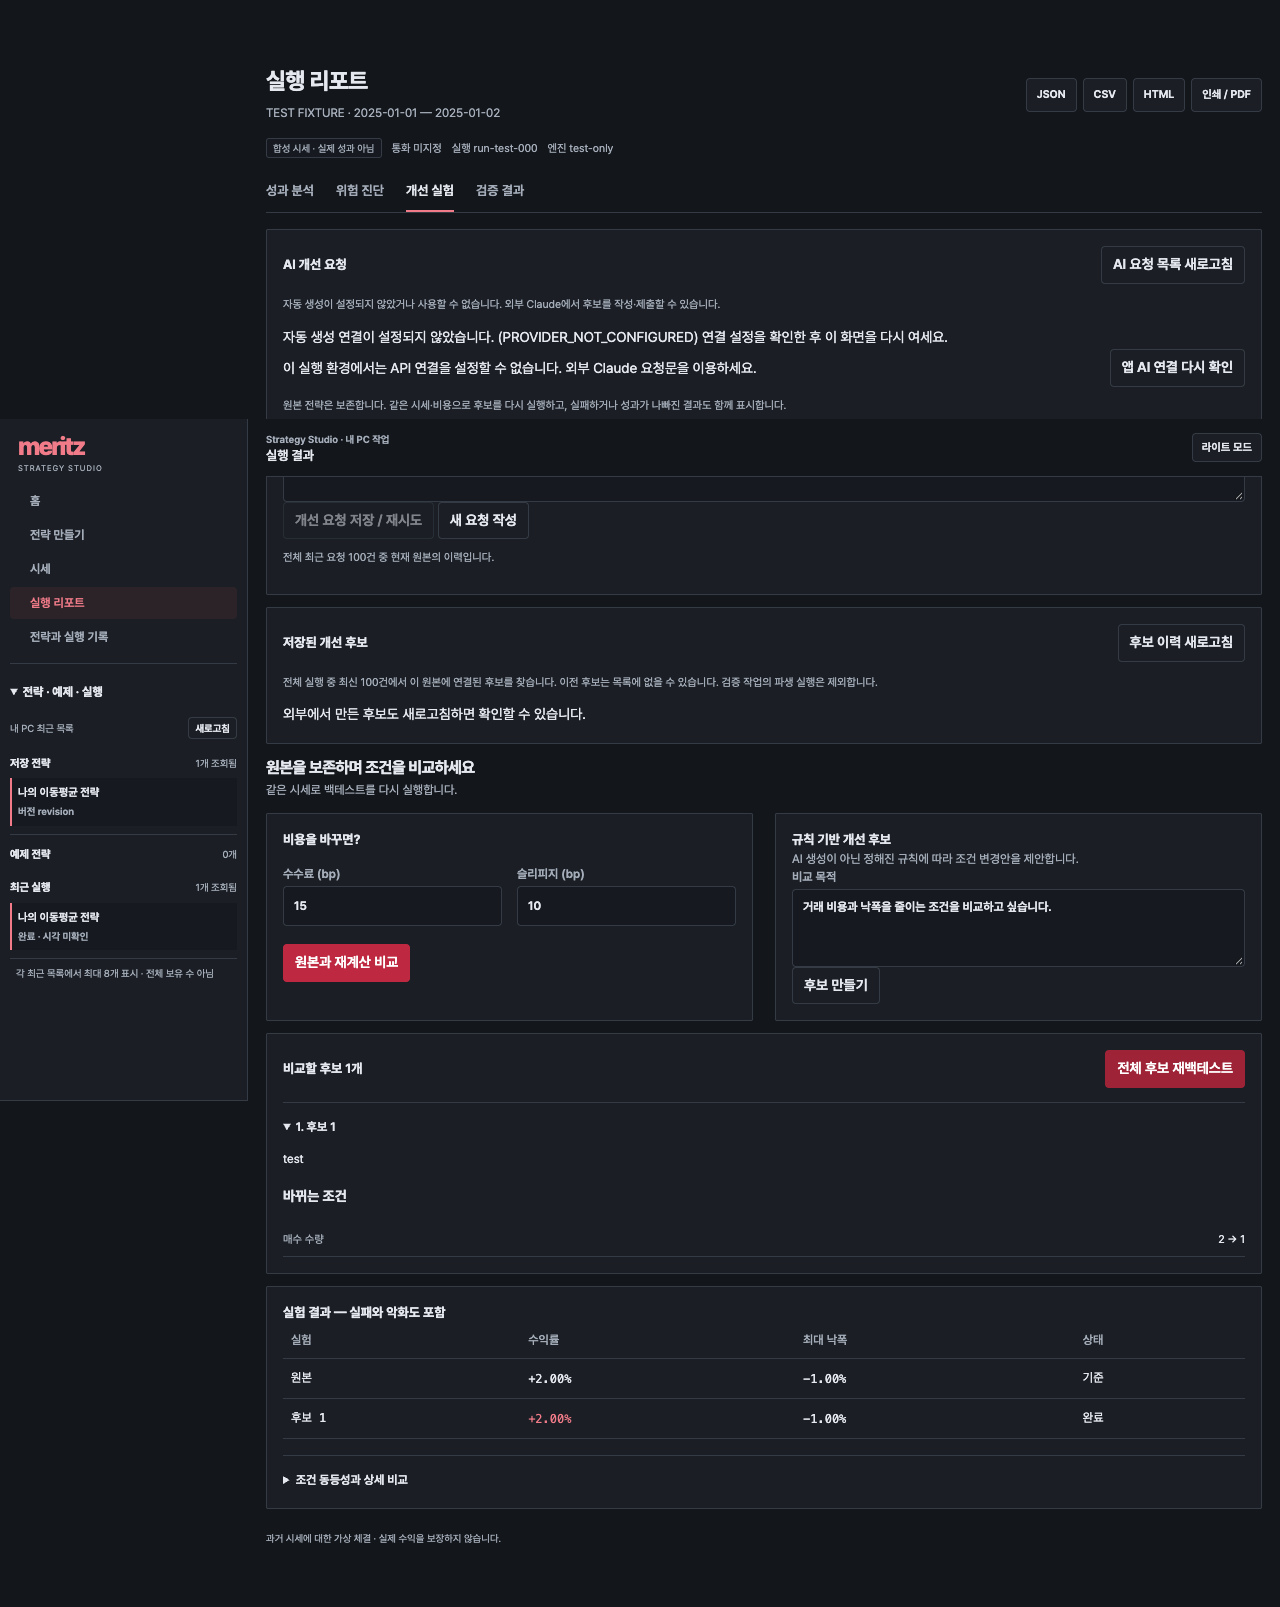 실행 리포트
TEST FIXTURE · 2025-01-01 — 2025-01-02
JSON
CSV
HTML
인쇄 / PDF
합성 시세 · 실제 성과 아님
통화 미지정
실행 run-test-000
엔진 test-only
성과 분석
위험 진단
개선 실험
검증 결과
AI 개선 요청
AI 요청 목록 새로고침
자동 생성이 설정되지 않았거나 사용할 수 없습니다. 외부 Claude에서 후보를 작성·제출할 수 있습니다.
자동 생성 연결이 설정되지 않았습니다. (PROVIDER_NOT_CONFIGURED) 연결 설정을 확인한 후 이 화면을 다시 여세요.
이 실행 환경에서는 API 연결을 설정할 수 없습니다. 외부 Claude 요청문을 이용하세요.
앱 AI 연결 다시 확인
원본 전략은 보존합니다. 같은 시세·비용으로 후보를 다시 실행하고, 실패하거나 성과가 나빠진 결과도 함께 표시합니다.
meritz
STRATEGY STUDIO
홈
전략 만들기
시세
실행 리포트
전략과 실행 기록
전략 · 예제 · 실행
내 PC 최근 목록
새로고침
저장 전략
1개 조회됨
나의 이동평균 전략
버전 revision
예제 전략
0개
최근 실행
1개 조회됨
나의 이동평균 전략
완료 · 시각 미확인
각 최근 목록에서 최대 8개 표시 · 전체 보유 수 아님
Strategy Studio · 내 PC 작업
실행 결과
라이트 모드
개선 요청 저장 / 재시도
새 요청 작성
전체 최근 요청 100건 중 현재 원본의 이력입니다.
저장된 개선 후보
후보 이력 새로고침
전체 실행 중 최신 100건에서 이 원본에 연결된 후보를 찾습니다. 이전 후보는 목록에 없을 수 있습니다. 검증 작업의 파생 실행은 제외합니다.
외부에서 만든 후보도 새로고침하면 확인할 수 있습니다.
원본을 보존하며 조건을 비교하세요
같은 시세로 백테스트를 다시 실행합니다.
비용을 바꾸면?
수수료 (bp)
슬리피지 (bp)
15
10
원본과 재계산 비교
규칙 기반 개선 후보
AI 생성이 아닌 정해진 규칙에 따라 조건 변경안을 제안합니다.
비교 목적
거래 비용과 낙폭을 줄이는 조건을 비교하고 싶습니다.
후보 만들기
비교할 후보 1개
전체 후보 재백테스트
1. 후보 1
test
바뀌는 조건
매수 수량
2 → 1
실험 결과 — 실패와 악화도 포함
실험
수익률
최대 낙폭
상태
원본
+2.00%
−1.00%
기준
후보 1
+2.00%
−1.00%
완료
조건 동등성과 상세 비교
과거 시세에 대한 가상 체결 · 실제 수익을 보장하지 않습니다.